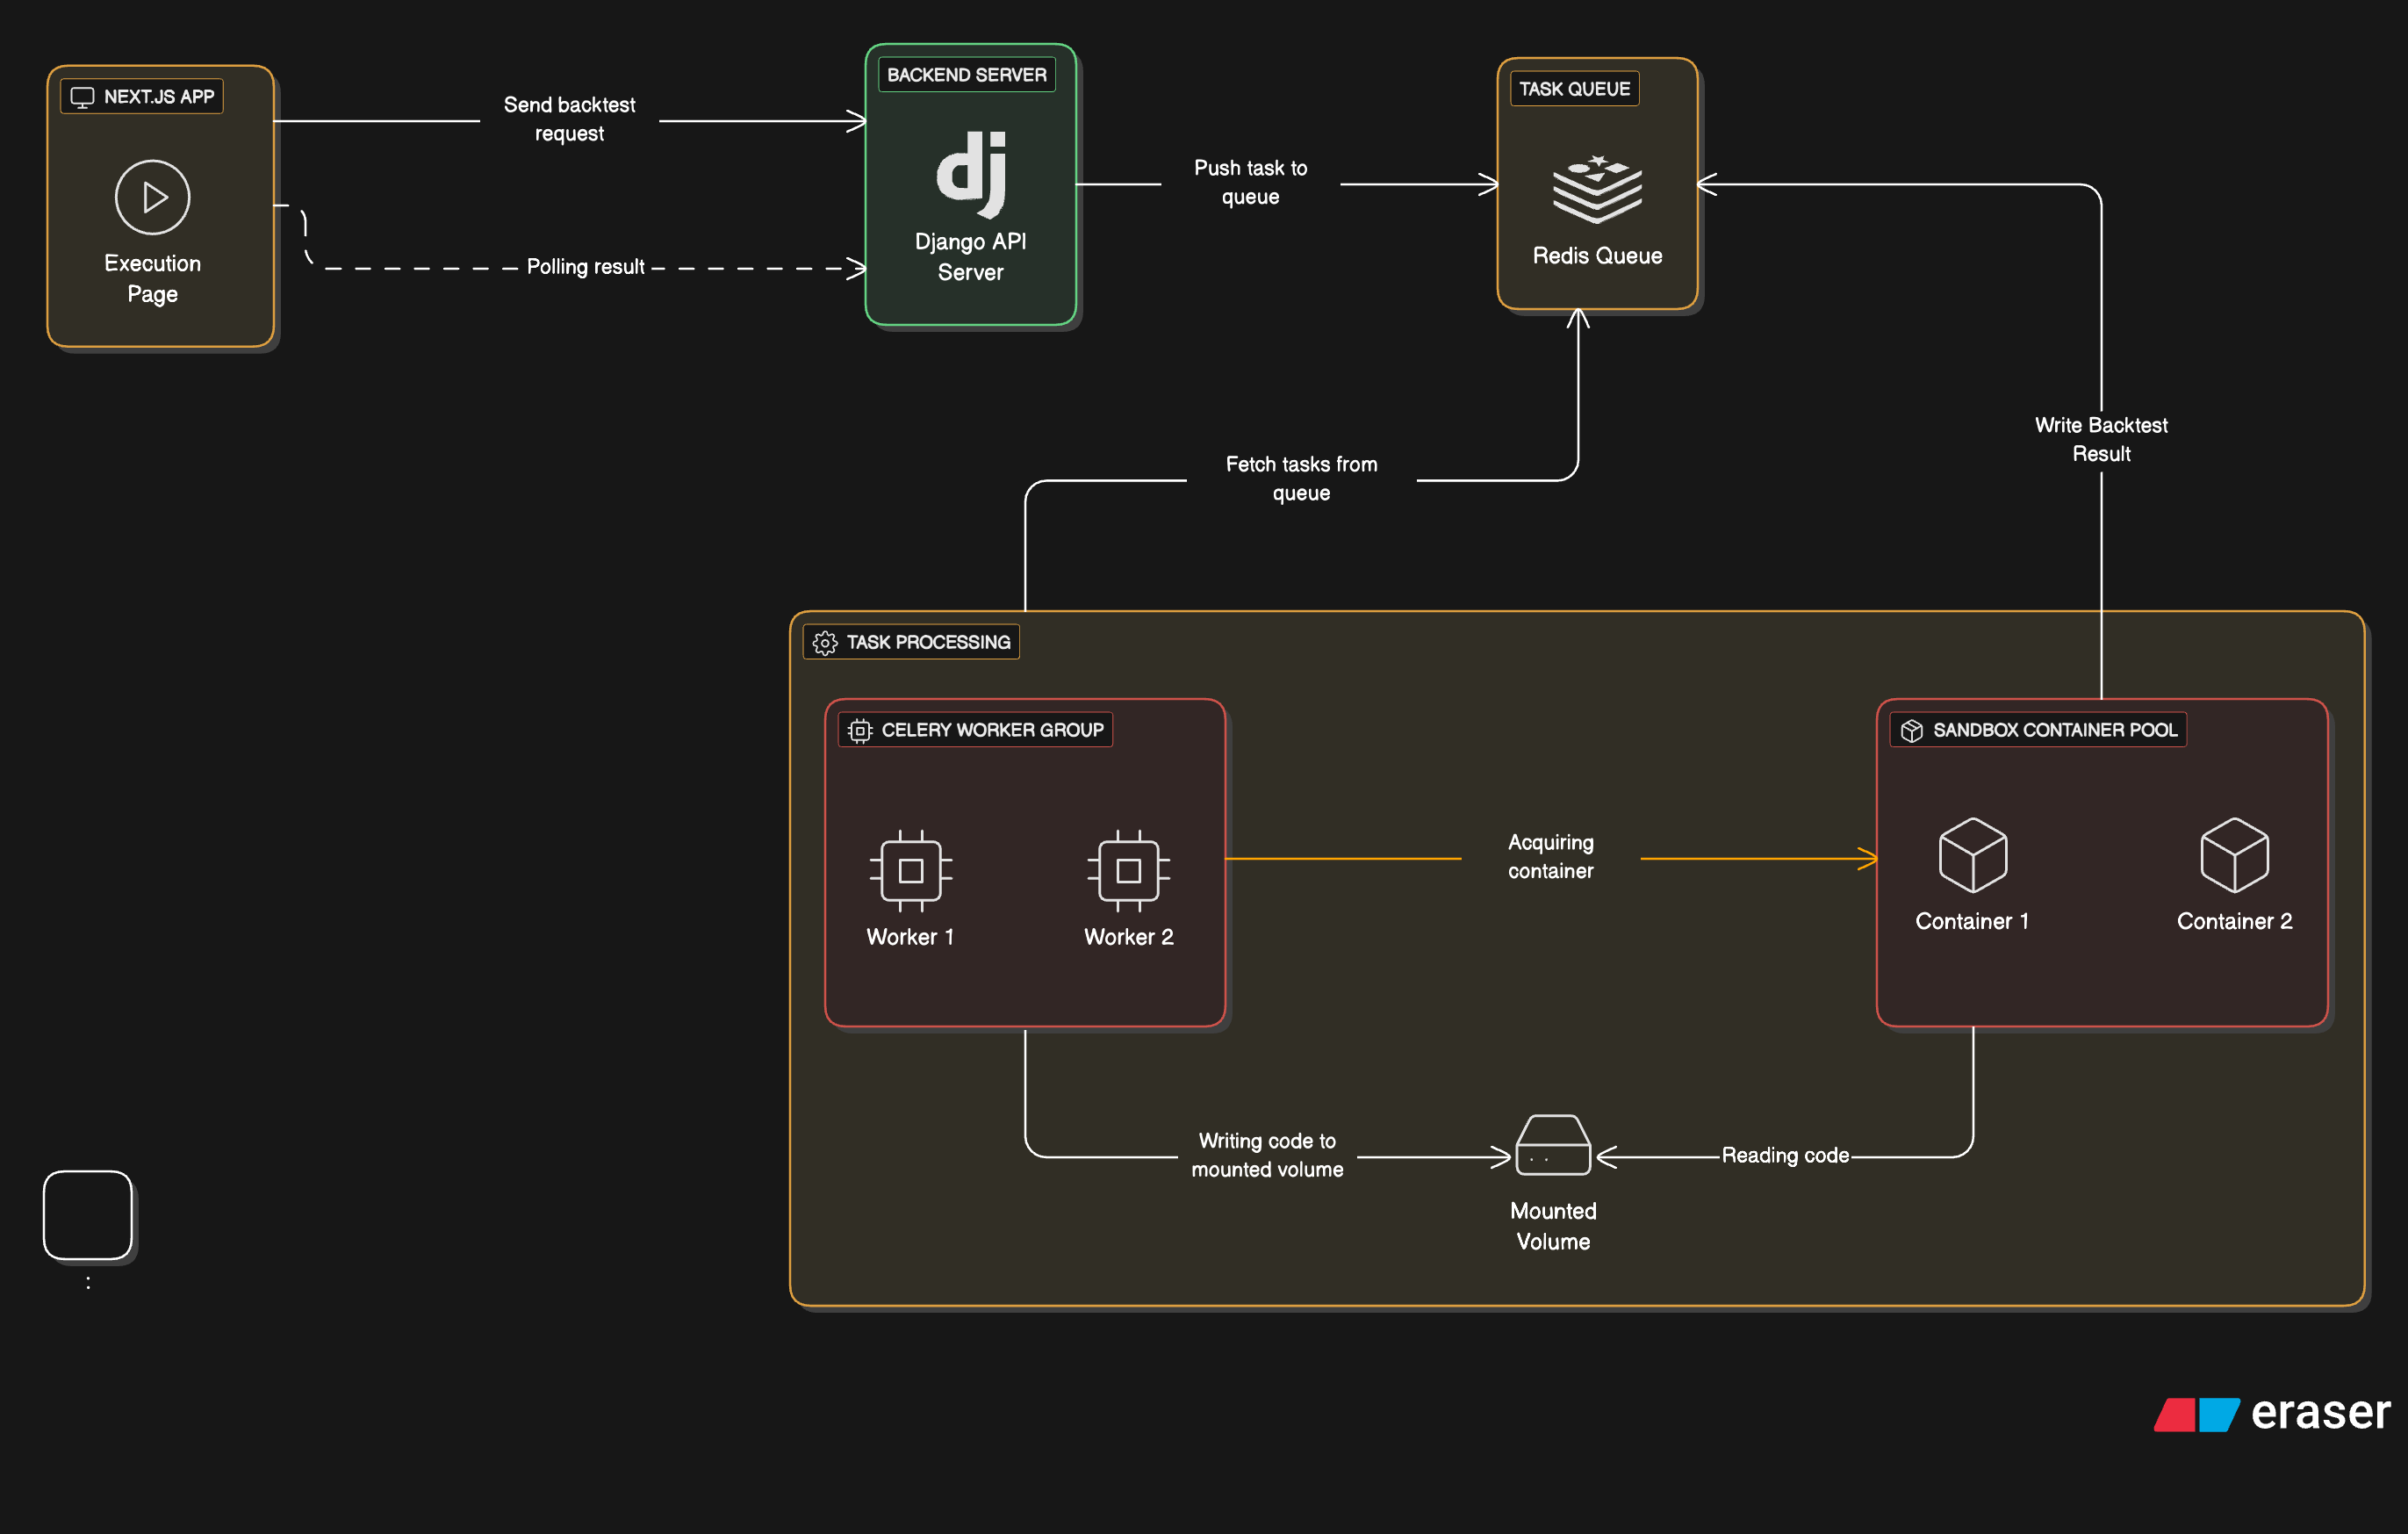 NEXT.JS APP
Execution
Page
Send backtest
request
Polling result
BACKEND SERVER
Django API
Server
Push task to
queue
TASK QUEUE
Redis Queue
Fetch tasks from
queue
Write Backtest
Result
TASK PROCESSING
CELERY WORKER GROUP
Worker 1
Worker 2
Acquiring
container
SANDBOX CONTAINER POOL
Container 1
Container 2
Writing code to
mounted volume
Reading code
Mounted
Volume
:
eraser